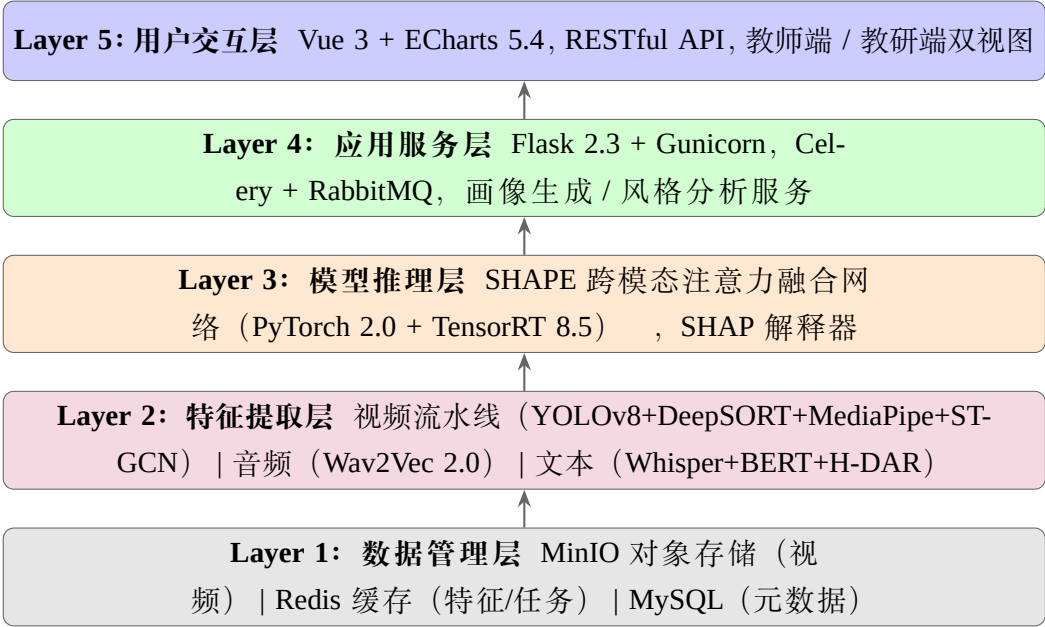 Layer 5: 用户交互层 Vue 3 + ECharts 5.4, RESTful API, 教师端 / 教研端双视图
Layer 4：应用服务层 Flask 2.3 + Gunicorn，Cel-
ery + RabbitMQ，画像生成 / 风格分析服务
Layer 3：模型推理层 SHAPE 跨模态注意力融合网
络（PyTorch 2.0 + TensorRT 8.5），SHAP 解释器
Layer 2：特征提取层 视频流水线（YOLOv8+DeepSORT+MediaPipe+ST-
GCN） | 音频（Wav2Vec 2.0） | 文本（Whisper+BERT+H-DAR）
Layer 1：数据管理层 MinIO 对象存储（视
频） | Redis 缓存（特征/任务） | MySQL（元数据）